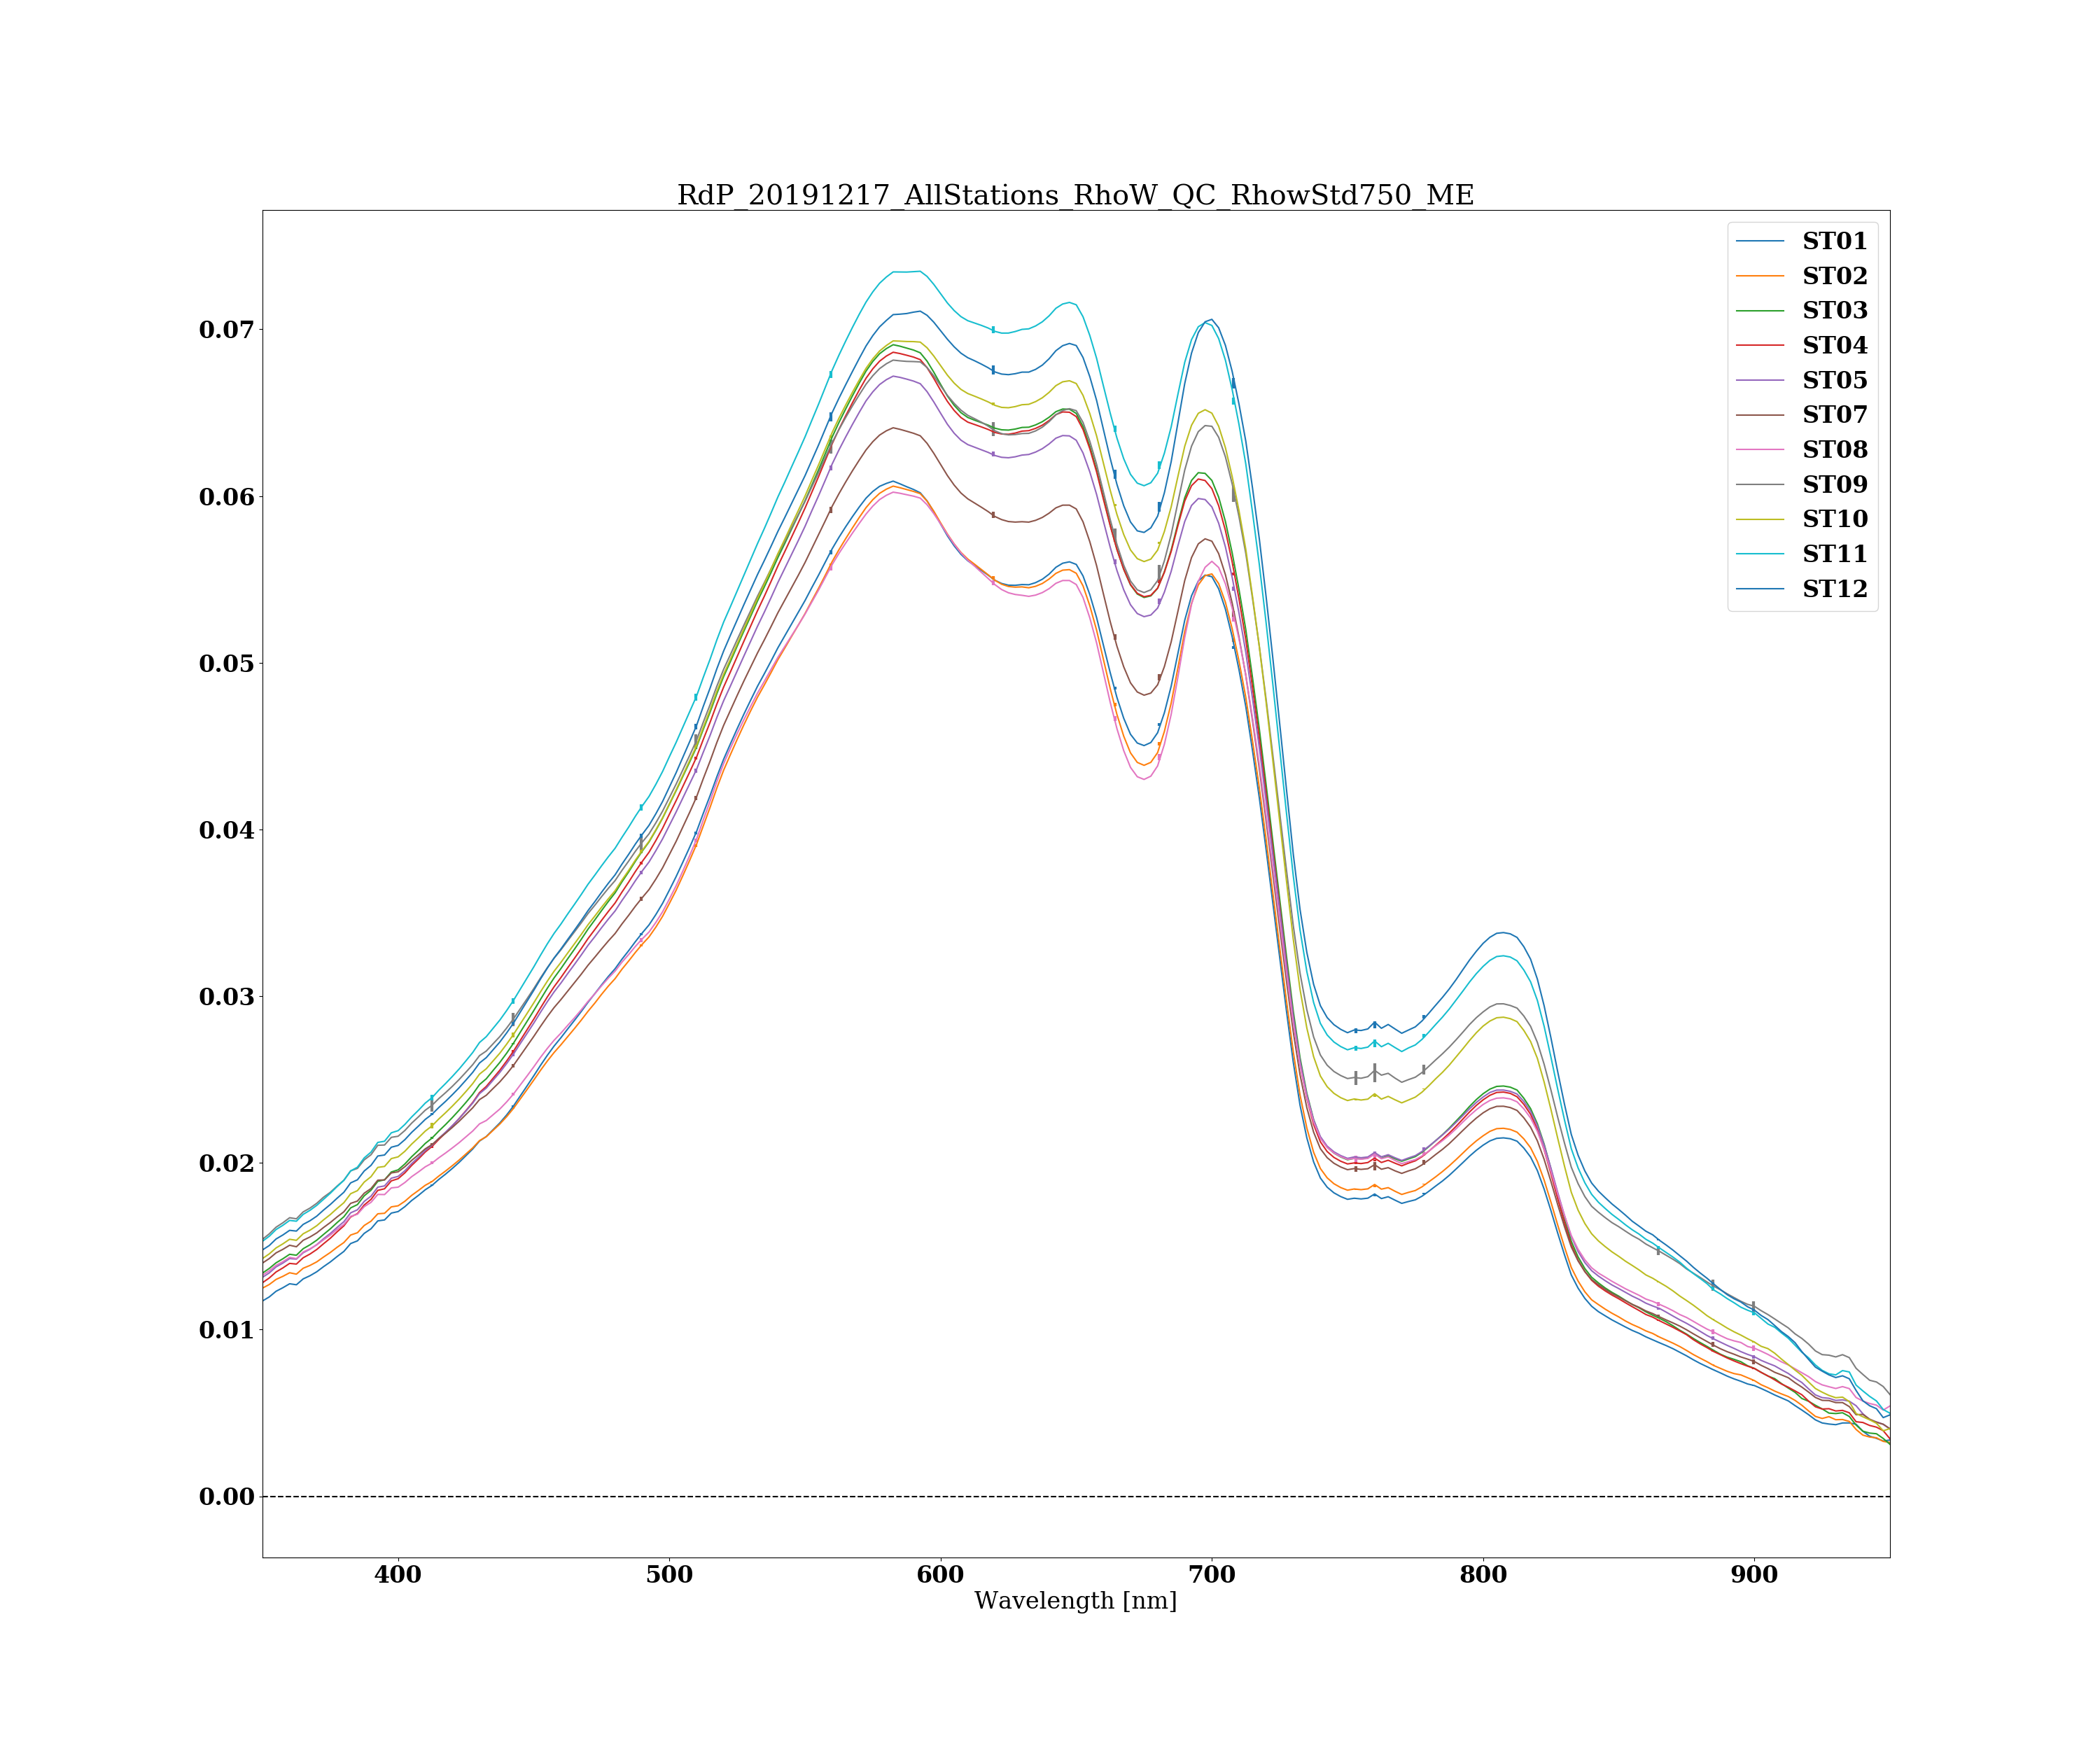 RdP_20191217_AllStations_RhoW_QC_RhowStd750_ME
ST01
ST02
ST03
ST04
ST05
ST07
ST08
ST09
ST10
ST11
ST12
0.07
0.06
0.05
0.04
0.03
0.02
0.01
0.00
400 500 600 700 800 900
Wavelength [nm]